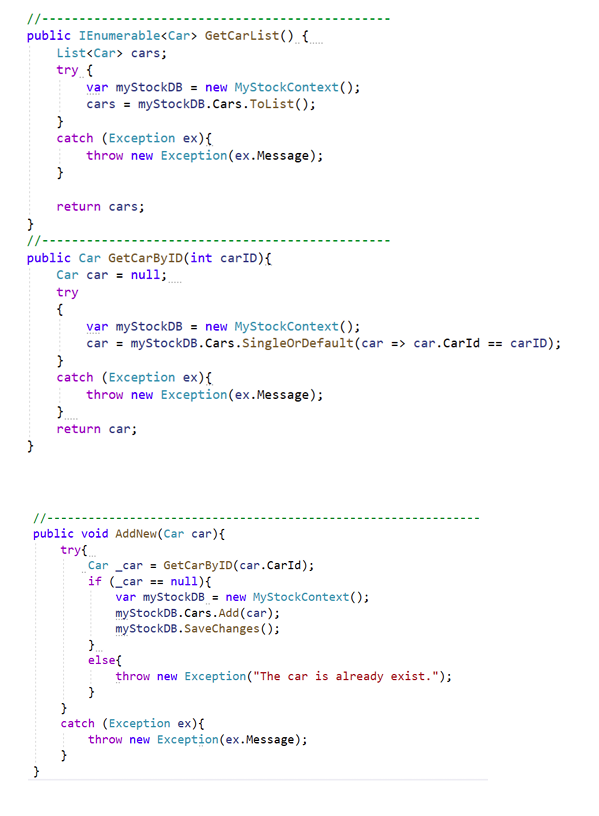 //---------------------------------------------------
public IEnumerable<Car> GetCarList() {
    List<Car> cars;
    try {
        var myStockDB = new MyStockContext();
        cars = myStockDB.Cars.ToList();
    }
    catch (Exception ex){
        throw new Exception(ex.Message);
    }
    return cars;
}
//---------------------------------------------------
public Car GetCarByID(int carID){
    Car car = null;
    try
    {
        var myStockDB = new MyStockContext();
        car = myStockDB.Cars.SingleOrDefault(car => car.CarId == carID);
    }
    catch (Exception ex){
        throw new Exception(ex.Message);
    }
    return car;
}
//---------------------------------------------------------------
public void AddNew(Car car){
    try{
        Car _car = GetCarByID(car.CarId);
        if (_car == null){
            var myStockDB = new MyStockContext();
            myStockDB.Cars.Add(car);
            myStockDB.SaveChanges();
        }
        else{
            throw new Exception("The car is already exist.");
        }
    }
    catch (Exception ex){
        throw new Exception(ex.Message);
    }
}